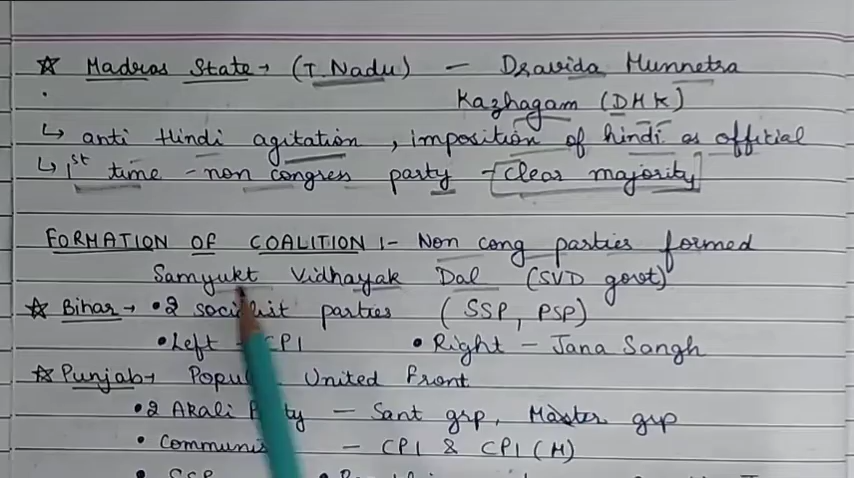 ☆ Madras State → (T. Nadu) - Dravida Munnetra
Kazhagam (DMK)
↳ anti Hindi agitation, imposition of hindi as official
↳ 1st time - non congress party - clear majority
FORMATION OF COALITION :- Non cong parties formed
Samyukt Vidhayak Dal (SVD govt)
☆ Bihar → • 2 socialist parties (SSP, PSP)
• Left - CPI • Right - Jana Sangh
☆ Punjab → United Front
• 2 Akali - Sant grp, Master grp
• - CPI & CPI (M)
• SSP